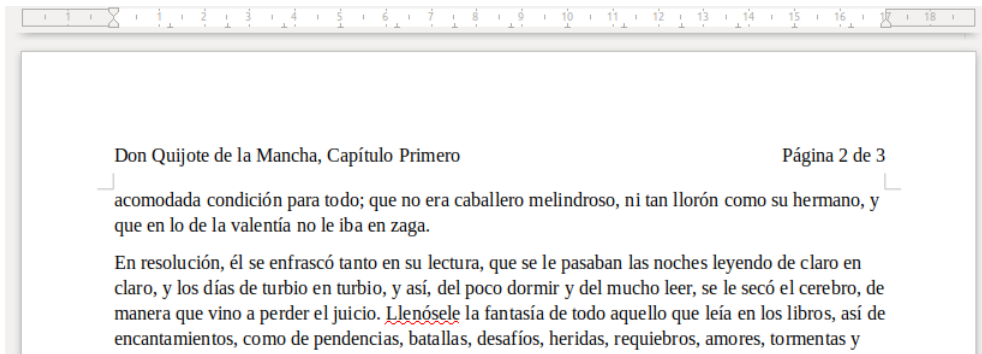 1 1 2 3 4 5 6 7 8 9 10 11 12 13 14 15 16 17 18
Don Quijote de la Mancha, Capítulo Primero Página 2 de 3
acomodada condición para todo; que no era caballero melindroso, ni tan llorón como su hermano, y
que en lo de la valentía no le iba en zaga.
En resolución, él se enfrascó tanto en su lectura, que se le pasaban las noches leyendo de claro en
claro, y los días de turbio en turbio, y así, del poco dormir y del mucho leer, se le secó el cerebro, de
manera que vino a perder el juicio. Llenósele la fantasía de todo aquello que leía en los libros, así de
encantamientos, como de pendencias, batallas, desafíos, heridas, requiebros, amores, tormentas y